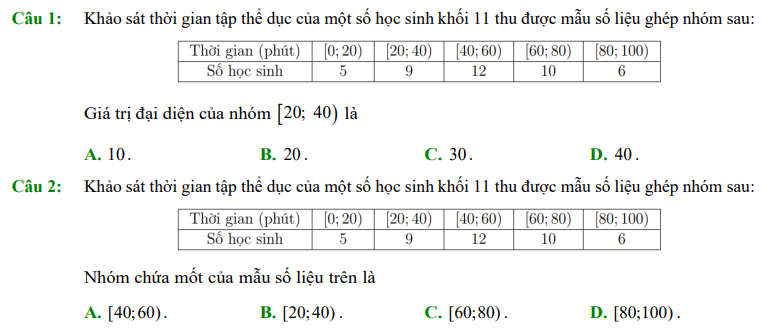 Câu 1: Khảo sát thời gian tập thể dục của một số học sinh khối 11 thu được mẫu số liệu ghép nhóm sau:
Thời gian (phút) [0; 20) [20; 40) [40; 60) [60; 80) [80; 100)
Số học sinh 5 9 12 10 6
Giá trị đại diện của nhóm [20; 40) là
A. 10. B. 20. C. 30. D. 40.
Câu 2: Khảo sát thời gian tập thể dục của một số học sinh khối 11 thu được mẫu số liệu ghép nhóm sau:
Thời gian (phút) [0; 20) [20; 40) [40; 60) [60; 80) [80; 100)
Số học sinh 5 9 12 10 6
Nhóm chứa mốt của mẫu số liệu trên là
A. [40;60). B. [20;40). C. [60;80). D. [80;100).